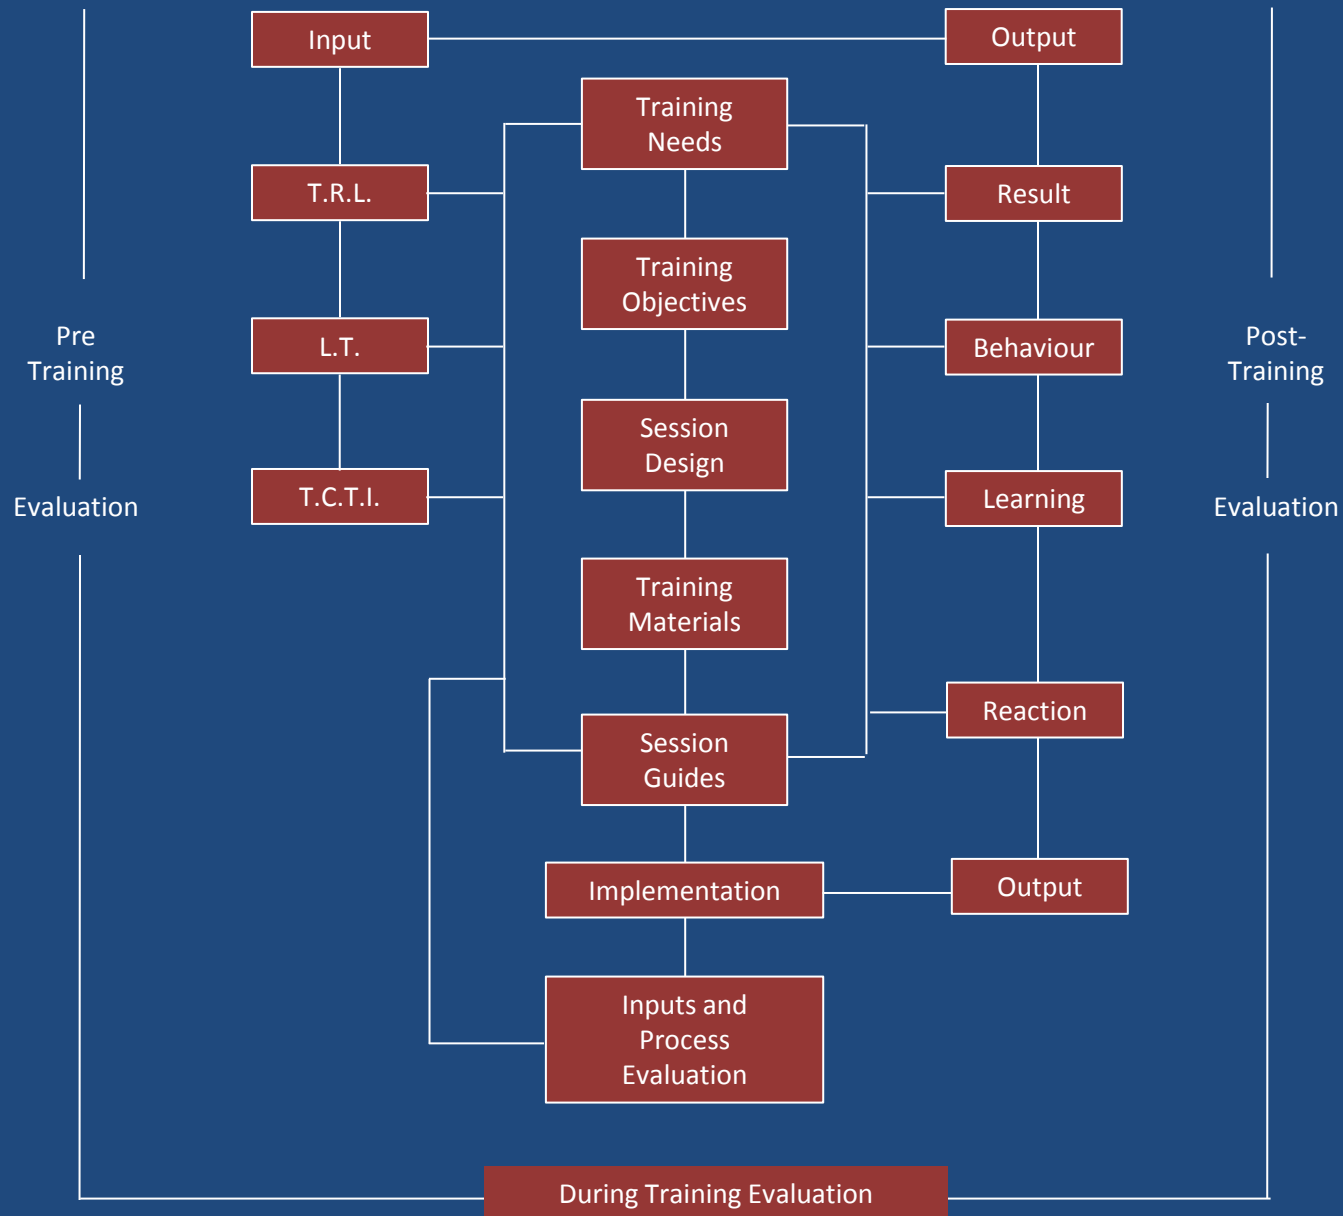 Input
Output
Training
Needs
T.R.L.
Result
Training
Objectives
Pre
Training
L.T.
Behaviour
Post-
Training
Session
Design
Evaluation
T.C.T.I.
Learning
Evaluation
Training
Materials
Reaction
Session
Guides
Implementation
Output
Inputs and
Process
Evaluation
During Training Evaluation